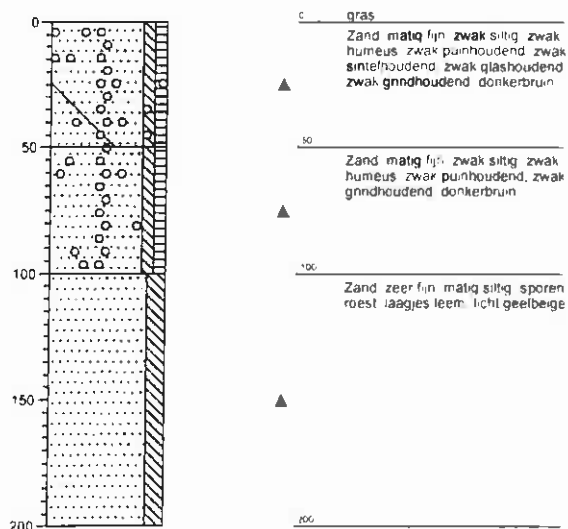 0
50
100
150
200
0 gras
Zand matig fijn zwak siltig zwak
humeus zwak puinhoudend zwak
sintelhoudend zwak glashoudend
zwak grindhoudend donkerbruin
50
Zand matig fijn zwak siltig zwak
humeus zwak puinhoudend, zwak
grindhoudend donkerbruin
100
Zand zeer fijn matig siltig sporen
roest laagjes leem licht geelbeige
200